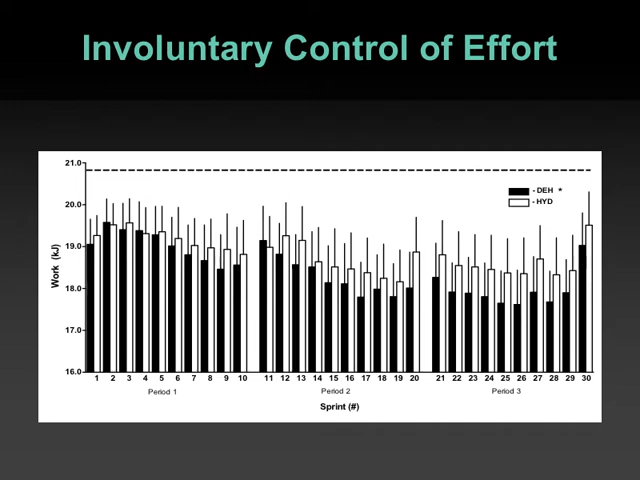 Involuntary Control of Effort
21.0
20.0
19.0
18.0
17.0
16.0
Work (kJ)
- DEH *
- HYD
1 2 3 4 5 6 7 8 9 10 11 12 13 14 15 16 17 18 19 20 21 22 23 24 25 26 27 28 29 30
Period 1 Period 2 Period 3
Sprint (#)